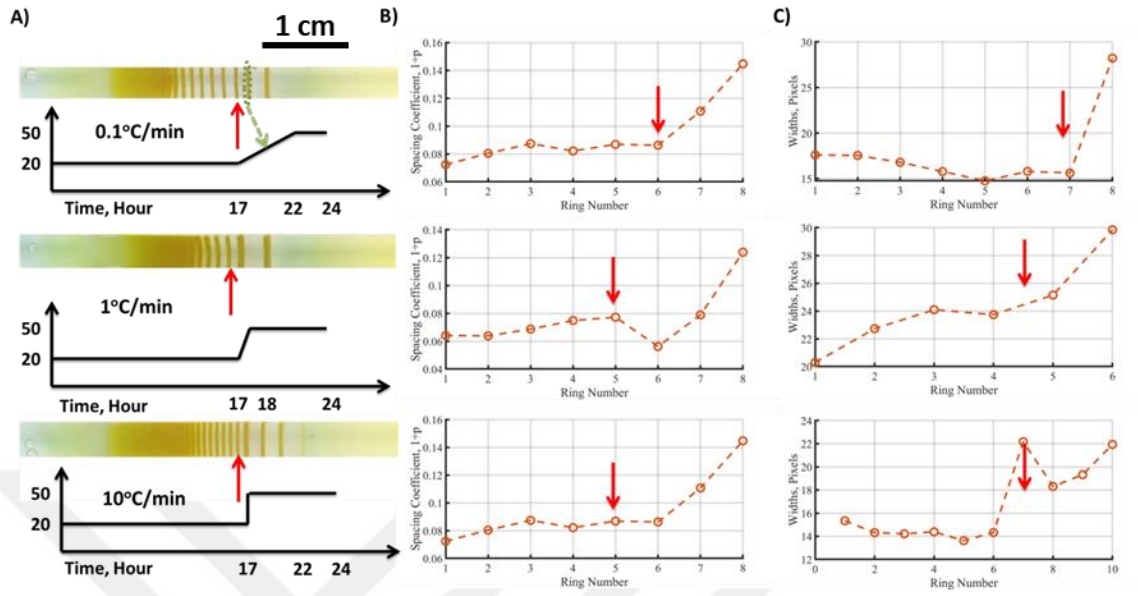 A)
1 cm
50
0.1°C/min
20
Time, Hour
17
22
24
50
1°C/min
20
Time, Hour
17
18
24
50
10°C/min
20
Time, Hour
17
22
24
B)
0.16
0.14
0.12
0.10
0.08
0.06
Spacing Coefficient, 1+p
1 2 3 4 5 6 7 8
Ring Number
0.14
0.12
0.10
0.08
0.06
0.04
Spacing Coefficient, 1+p
1 2 3 4 5 6 7 8
Ring Number
0.16
0.14
0.12
0.10
0.08
0.06
Spacing Coefficient, 1+p
1 2 3 4 5 6 7 8
Ring Number
C)
30
25
20
15
Widths, Pixels
1 2 3 4 5 6 7 8
Ring Number
30
28
26
24
22
20
Widths, Pixels
1 2 3 4 5 6
Ring Number
24
22
20
18
16
14
12
Widths, Pixels
0 2 4 6 8 10
Ring Number